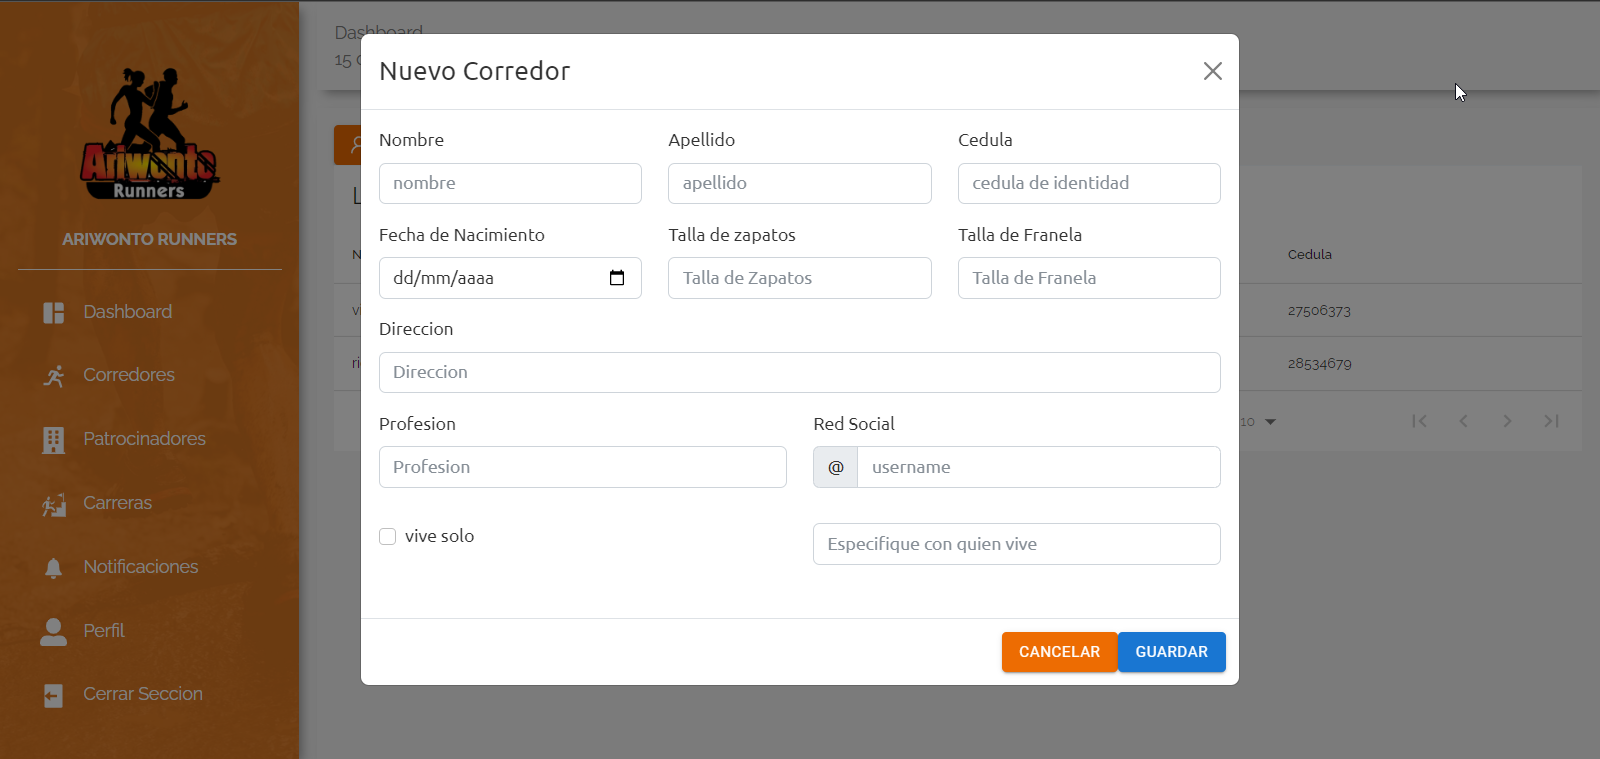 Ariwonto
Runners
ARIWONTO RUNNERS
Dashboard
Corredores
Patrocinadores
Carreras
Notificaciones
Perfil
Cerrar Seccion
Dashboard
15
Nuevo Corredor
Nombre
Apellido
Cedula
nombre
apellido
cedula de identidad
Fecha de Nacimiento
Talla de zapatos
Talla de Franela
dd/mm/aaaa
Talla de Zapatos
Talla de Franela
Direccion
Direccion
Profesion
Red Social
Profesion
@ username
vive solo
Especifique con quien vive
CANCELAR
GUARDAR
Cedula
27506373
28534679
10